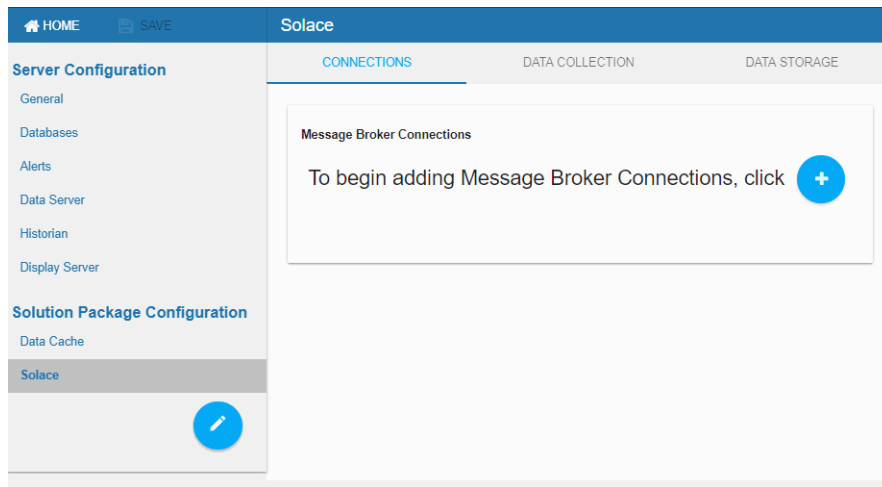 HOME
SAVE
Solace
Server Configuration
General
Databases
Alerts
Data Server
Historian
Display Server
Solution Package Configuration
Data Cache
Solace
CONNECTIONS
DATA COLLECTION
DATA STORAGE
Message Broker Connections
To begin adding Message Broker Connections, click